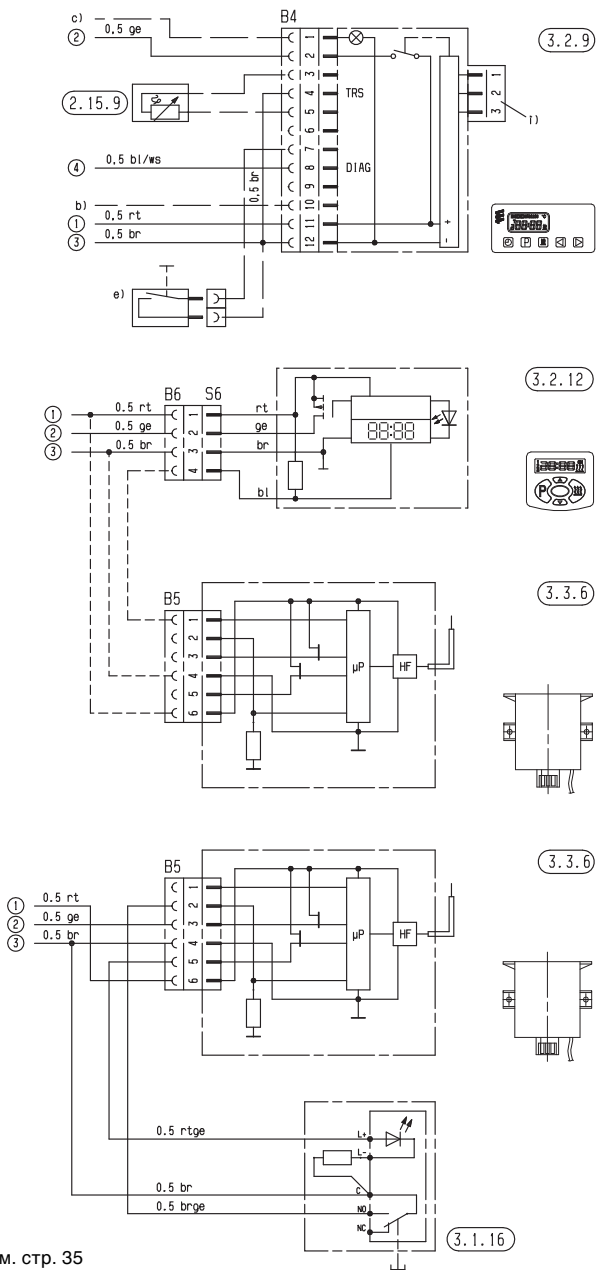 c)
② 0.5 ge
B4
3.2.9
1
2
3
4
5
6
7
8
9
10
11
12
TRS
DIAG
1
2
3
i)
+
-
2.15.9
④ 0.5 bl/ws
0.5 br
b)
① 0.5 rt
③ 0.5 br
e)
P
B6 S6
3.2.12
① 0.5 rt
② 0.5 ge
③ 0.5 br
1
2
3
4
rt
ge
br
bl
88:88
P
B5
3.3.6
1
2
3
4
5
6
µP
HF
B5
3.3.6
① 0.5 rt
② 0.5 ge
③ 0.5 br
1
2
3
4
5
6
µP
HF
0.5 rtge
L+
L-
0.5 br
C
0.5 brge
NO
NC
3.1.16
м. стр. 35